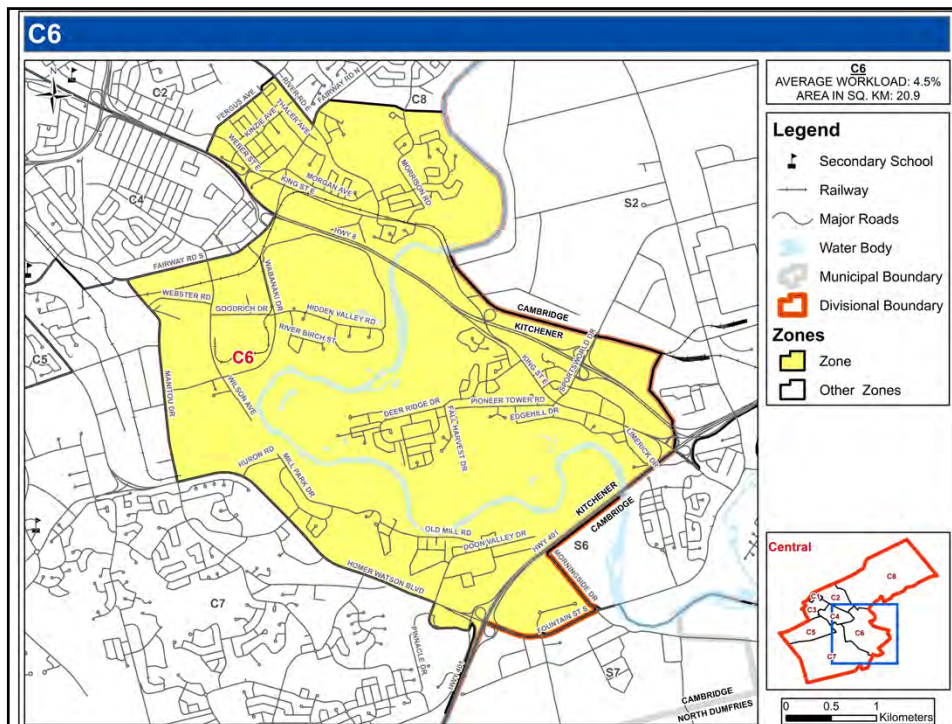 C6
C6
AVERAGE WORKLOAD: 4.5%
AREA IN SQ. KM: 20.9
Legend
Secondary School
Railway
Major Roads
Water Body
Municipal Boundary
Divisional Boundary
Zones
Zone
Other Zones
N
C2
FERGUS AVE
RIVER RD E
FAIRWAY RD N
C8
KINZIE AVE
THALER AVE
WEBER ST E
MORGAN AVE
KING ST E
MORRISON RD
C4
S2
HWY 8
FAIRWAY RD S
WABANAKI DR
WEBSTER RD
GOODRICH DR
HIDDEN VALLEY RD
RIVER BIRCH ST
CAMBRIDGE
KITCHENER
C5
C6
KING ST E
SPORTSWORLD DR
MANITOU DR
WILSON AVE
DEER RIDGE DR
PIONEER TOWER RD
EDGEHILL DR
FALL HARVEST DR
LIMERICK DR
HURON RD
MILL PARK DR
KITCHENER
CAMBRIDGE
OLD MILL RD
DOON VALLEY DR
HWY 401
S6
MORNINGSIDE DR
HOMER WATSON BLVD
C7
FOUNTAIN ST S
PINNACLE DR
HWY 401
S7
CAMBRIDGE
NORTH DUMFRIES
Central
C8
C1
C2
C3
C4
C5
C6
C7
0 0.5 1
Kilometers